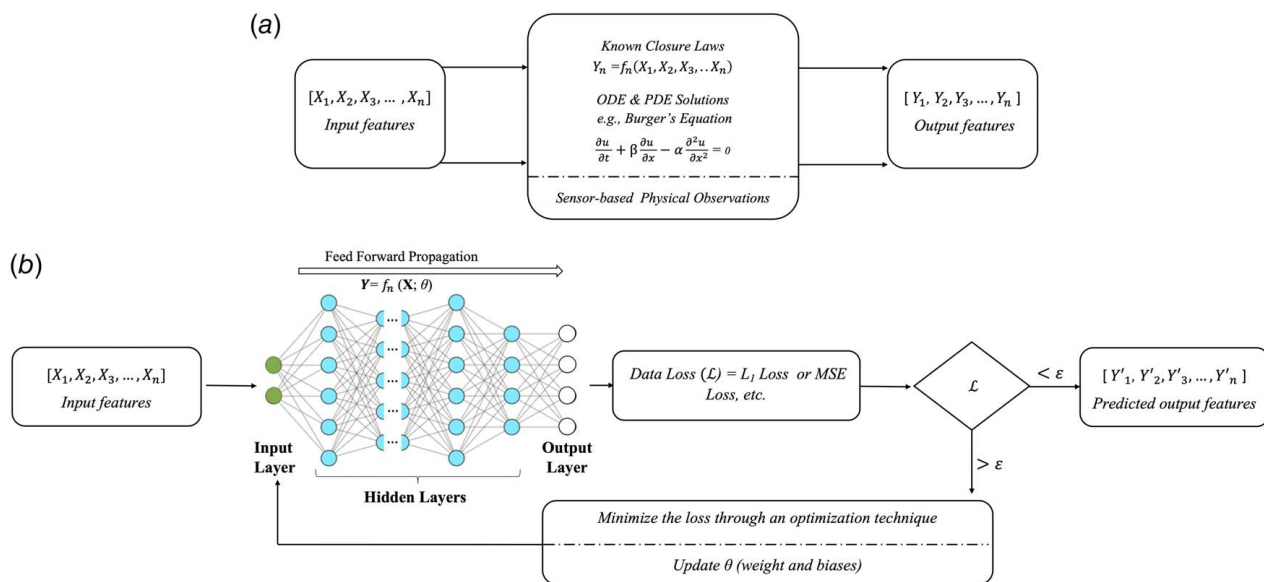 (a)
[X₁, X₂, X₃, ... , Xₙ]
Input features
Known Closure Laws
Yₙ =fₙ(X₁, X₂, X₃, . . Xₙ)
ODE & PDE Solutions
e.g., Burger's Equation
∂u/∂t + β ∂u/∂x − α ∂²u/∂x² = 0
Sensor-based Physical Observations
[ Y₁, Y₂, Y₃, ..., Yₙ ]
Output features
(b)
Feed Forward Propagation
Y= fₙ (X; θ)
[X₁, X₂, X₃, ... , Xₙ]
Input features
...
...
...
...
...
Input
Layer
Hidden Layers
Output
Layer
Data Loss (ℒ) = L₁ Loss or MSE
Loss, etc.
ℒ
< ε
> ε
[ Y′₁, Y′₂, Y′₃, ... , Y′ₙ ]
Predicted output features
Minimize the loss through an optimization technique
Update θ (weight and biases)